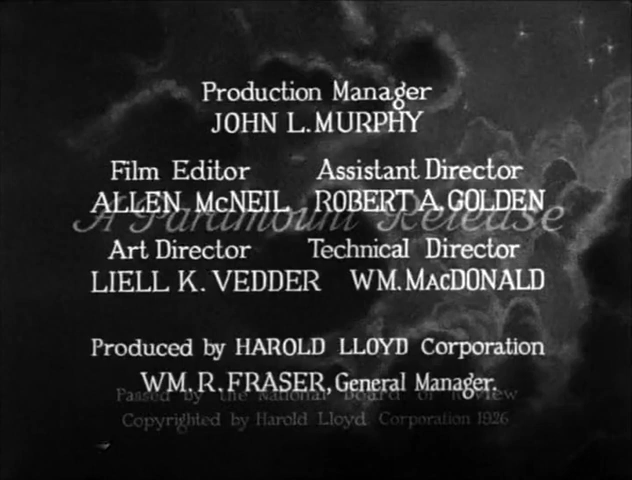 Production Manager
JOHN L. MURPHY
Film Editor Assistant Director
ALLEN McNEIL ROBERT A. GOLDEN
A Paramount Release
Art Director Technical Director
LIELL K. VEDDER WM. MacDONALD
Produced by HAROLD LLOYD Corporation
WM. R. FRASER, General Manager.
Passed by the National Board of Review
Copyrighted by Harold Lloyd Corporation 1926